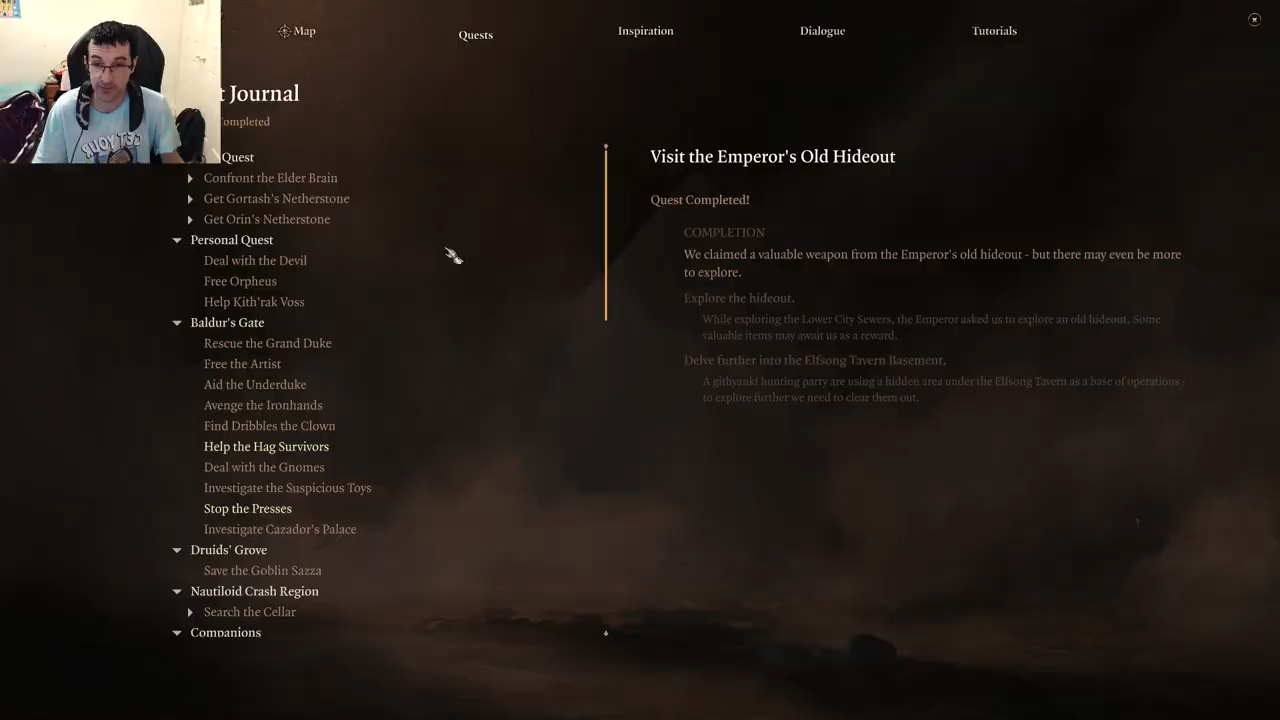 Map
Quests
Inspiration
Dialogue
Tutorials
t Journal
ompleted
Quest
Confront the Elder Brain
Get Gortash's Netherstone
Get Orin's Netherstone
Personal Quest
Deal with the Devil
Free Orpheus
Help Kith'rak Voss
Baldur's Gate
Rescue the Grand Duke
Free the Artist
Aid the Underduke
Avenge the Ironhands
Find Dribbles the Clown
Help the Hag Survivors
Deal with the Gnomes
Investigate the Suspicious Toys
Stop the Presses
Investigate Cazador's Palace
Druids' Grove
Save the Goblin Sazza
Nautiloid Crash Region
Search the Cellar
Companions
Visit the Emperor's Old Hideout
Quest Completed!
COMPLETION
We claimed a valuable weapon from the Emperor's old hideout - but there may even be more
to explore.
Explore the hideout.
While exploring the Lower City Sewers, the Emperor asked us to explore an old hideout. Some
valuable items may await us as a reward.
Delve further into the Elfsong Tavern Basement.
A githyanki hunting party are using a hidden area under the Elfsong Tavern as a base of operations -
to explore further we need to clear them out.
GET YOUR